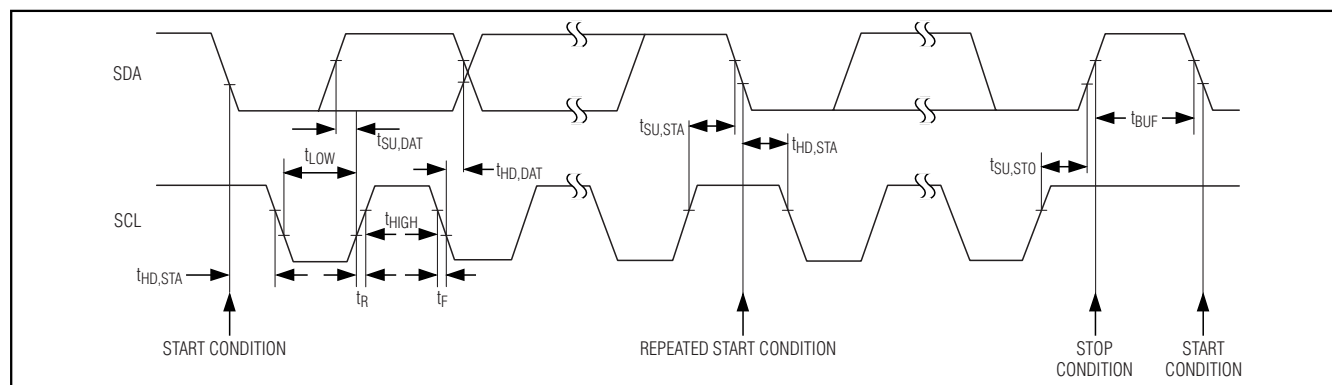 SDA
tSU,DAT
tLOW
tHD,DAT
tSU,STA
tHD,STA
tBUF
tSU,STO
SCL
tHIGH
tHD,STA
tR
tF
START CONDITION
REPEATED START CONDITION
STOP
CONDITION
START
CONDITION